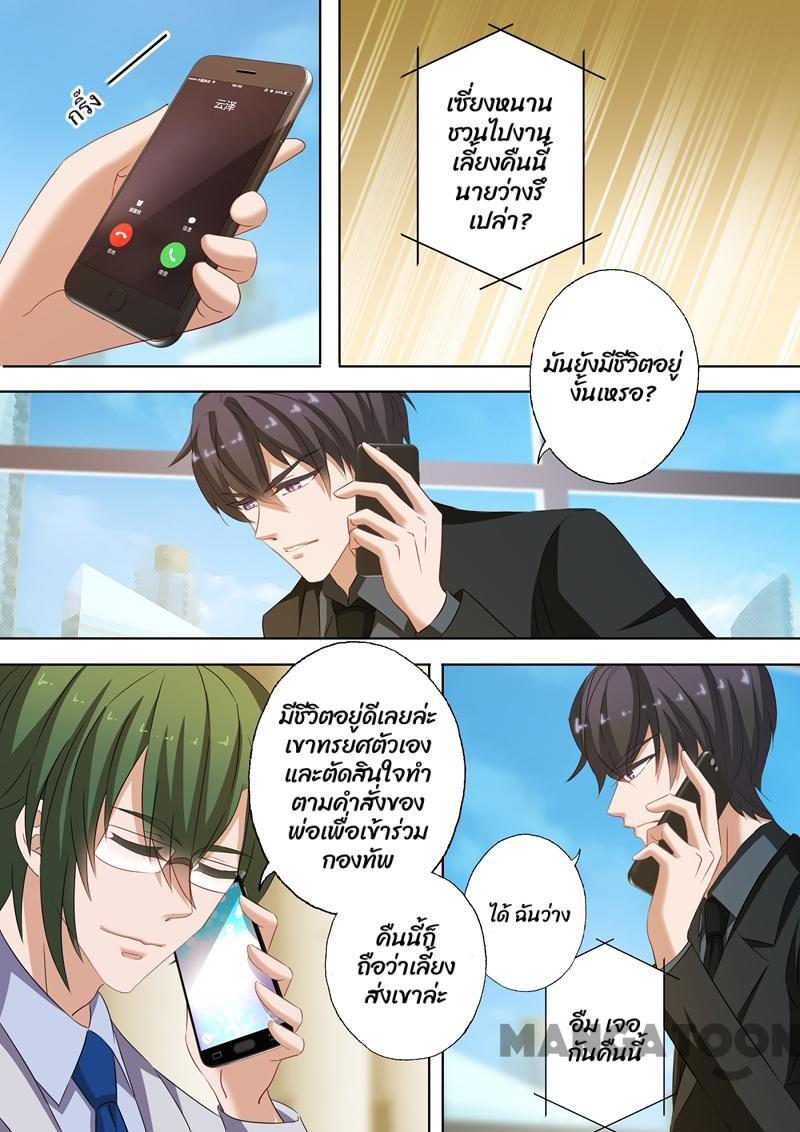 กริ๊ง
云泽
เซี่ยงหนาน
ชวนไปงาน
เลี้ยงคืนนี้
นายว่างรึ
เปล่า?
มันยังมีชีวิตอยู่
งั้นเหรอ?
มีชีวิตอยู่ดีเลยล่ะ
เขาทรยศตัวเอง
และตัดสินใจทำ
ตามคำสั่งของ
พ่อเพื่อเข้าร่วม
กองทัพ
คืนนี้ก็
ถือว่าเลี้ยง
ส่งเขาล่ะ
ได้ ฉันว่าง
อืม เจอ
กันคืนนี้
MANGATOON